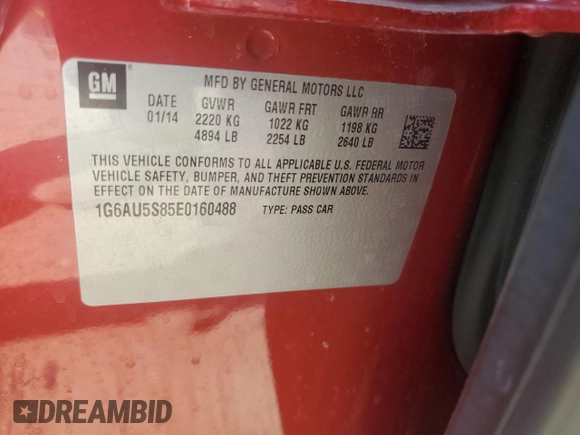 GM
MFD BY GENERAL MOTORS LLC
DATE GVWR GAWR FRT GAWR RR
01/14 2220 KG 1022 KG 1198 KG
4894 LB 2254 LB 2640 LB
THIS VEHICLE CONFORMS TO ALL APPLICABLE U.S. FEDERAL MOTOR
VEHICLE SAFETY, BUMPER, AND THEFT PREVENTION STANDARDS IN
EFFECT ON THE DATE OF MANUFACTURE SHOWN ABOVE.
1G6AU5S85E0160488 TYPE: PASS CAR
DREAMBID